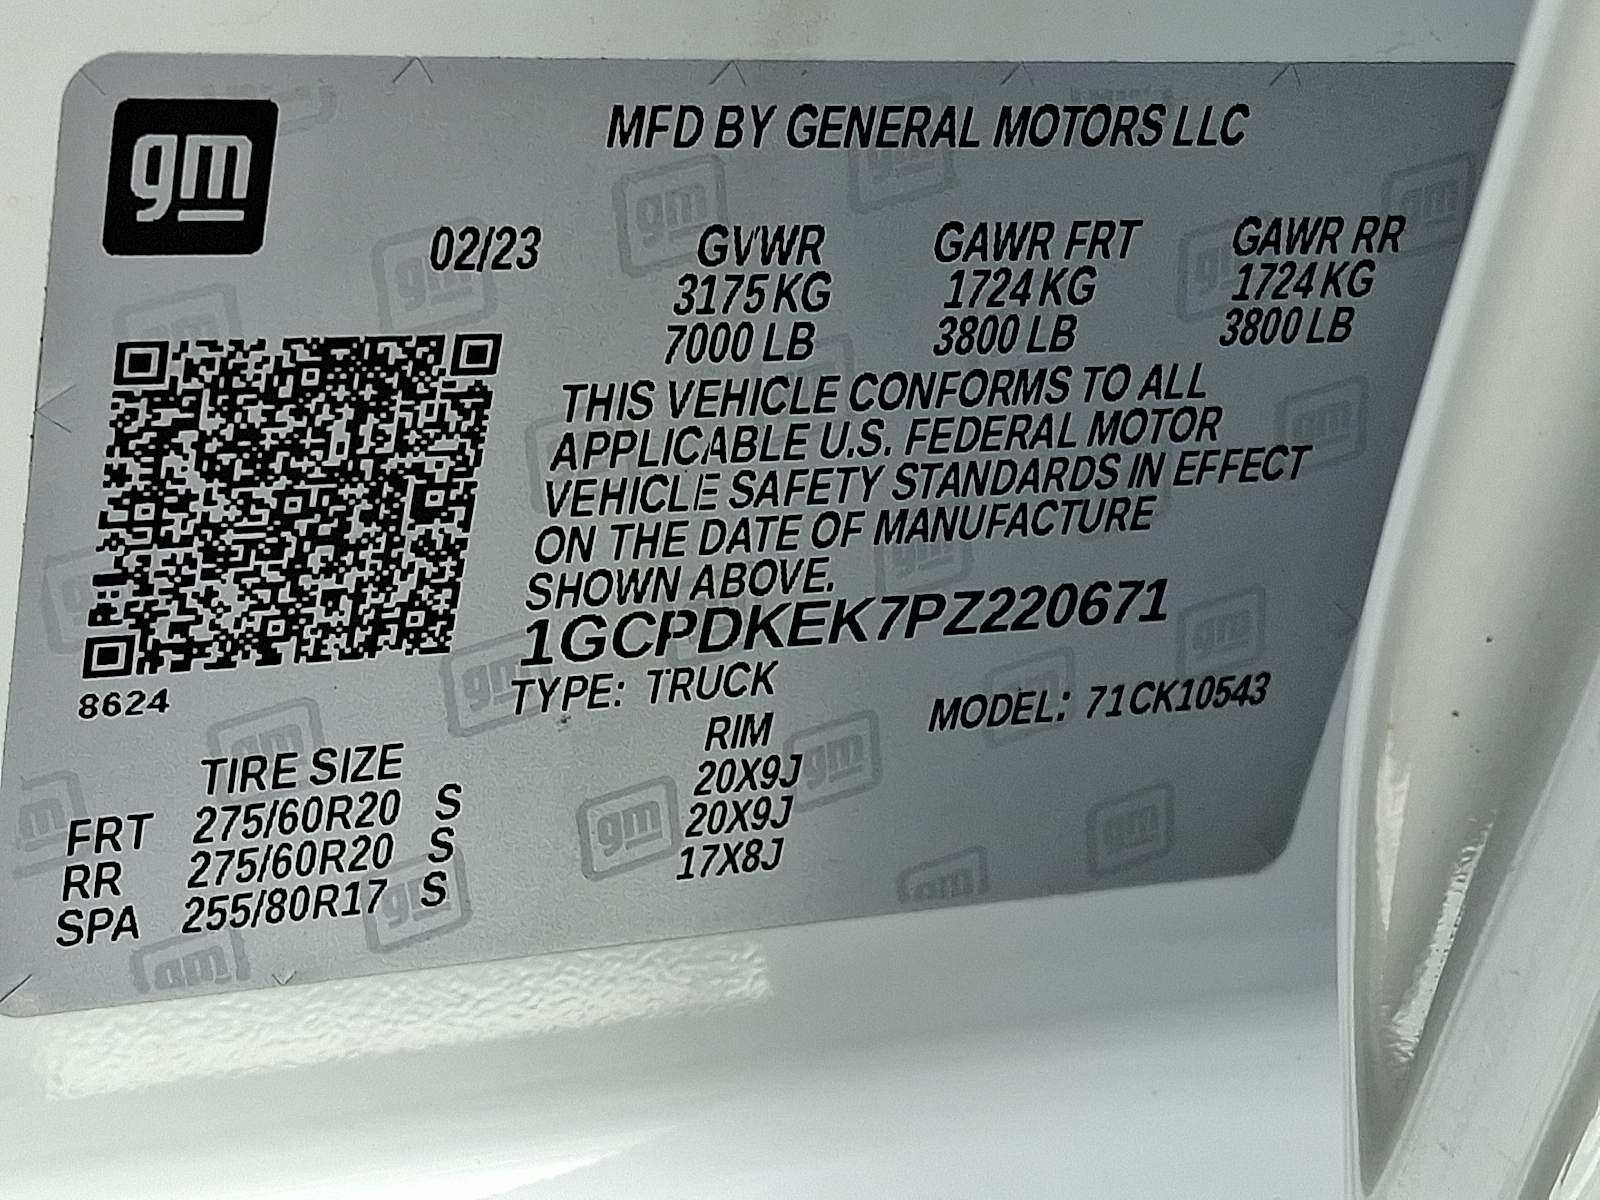 gm
MFD BY GENERAL MOTORS LLC
02/23 GVWR GAWR FRT GAWR RR
3175 KG 1724 KG 1724 KG
7000 LB 3800 LB 3800 LB
THIS VEHICLE CONFORMS TO ALL
APPLICABLE U.S. FEDERAL MOTOR
VEHICLE SAFETY STANDARDS IN EFFECT
ON THE DATE OF MANUFACTURE
SHOWN ABOVE.
1GCPDKEK7PZ220671
8624
TYPE: TRUCK MODEL: 71CK10543
TIRE SIZE RIM
FRT 275/60R20 S 20X9J
RR 275/60R20 S 20X9J
SPA 255/80R17 S 17X8J